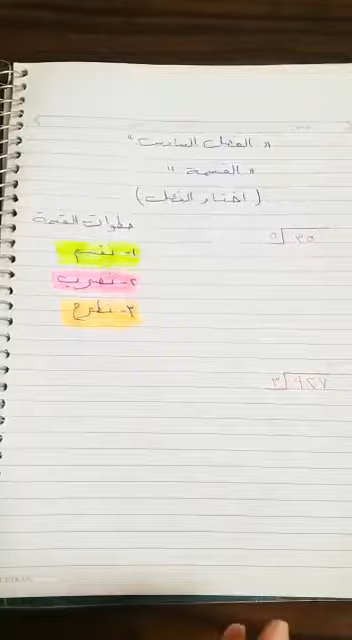 " الفصل السادس "
" القسمة "
( اختبار الفصل )
خطوات القسمة
١- نقسم
٢- نضرب
٣- نطرح
٥ ٣٥
٣ ٩٢٧